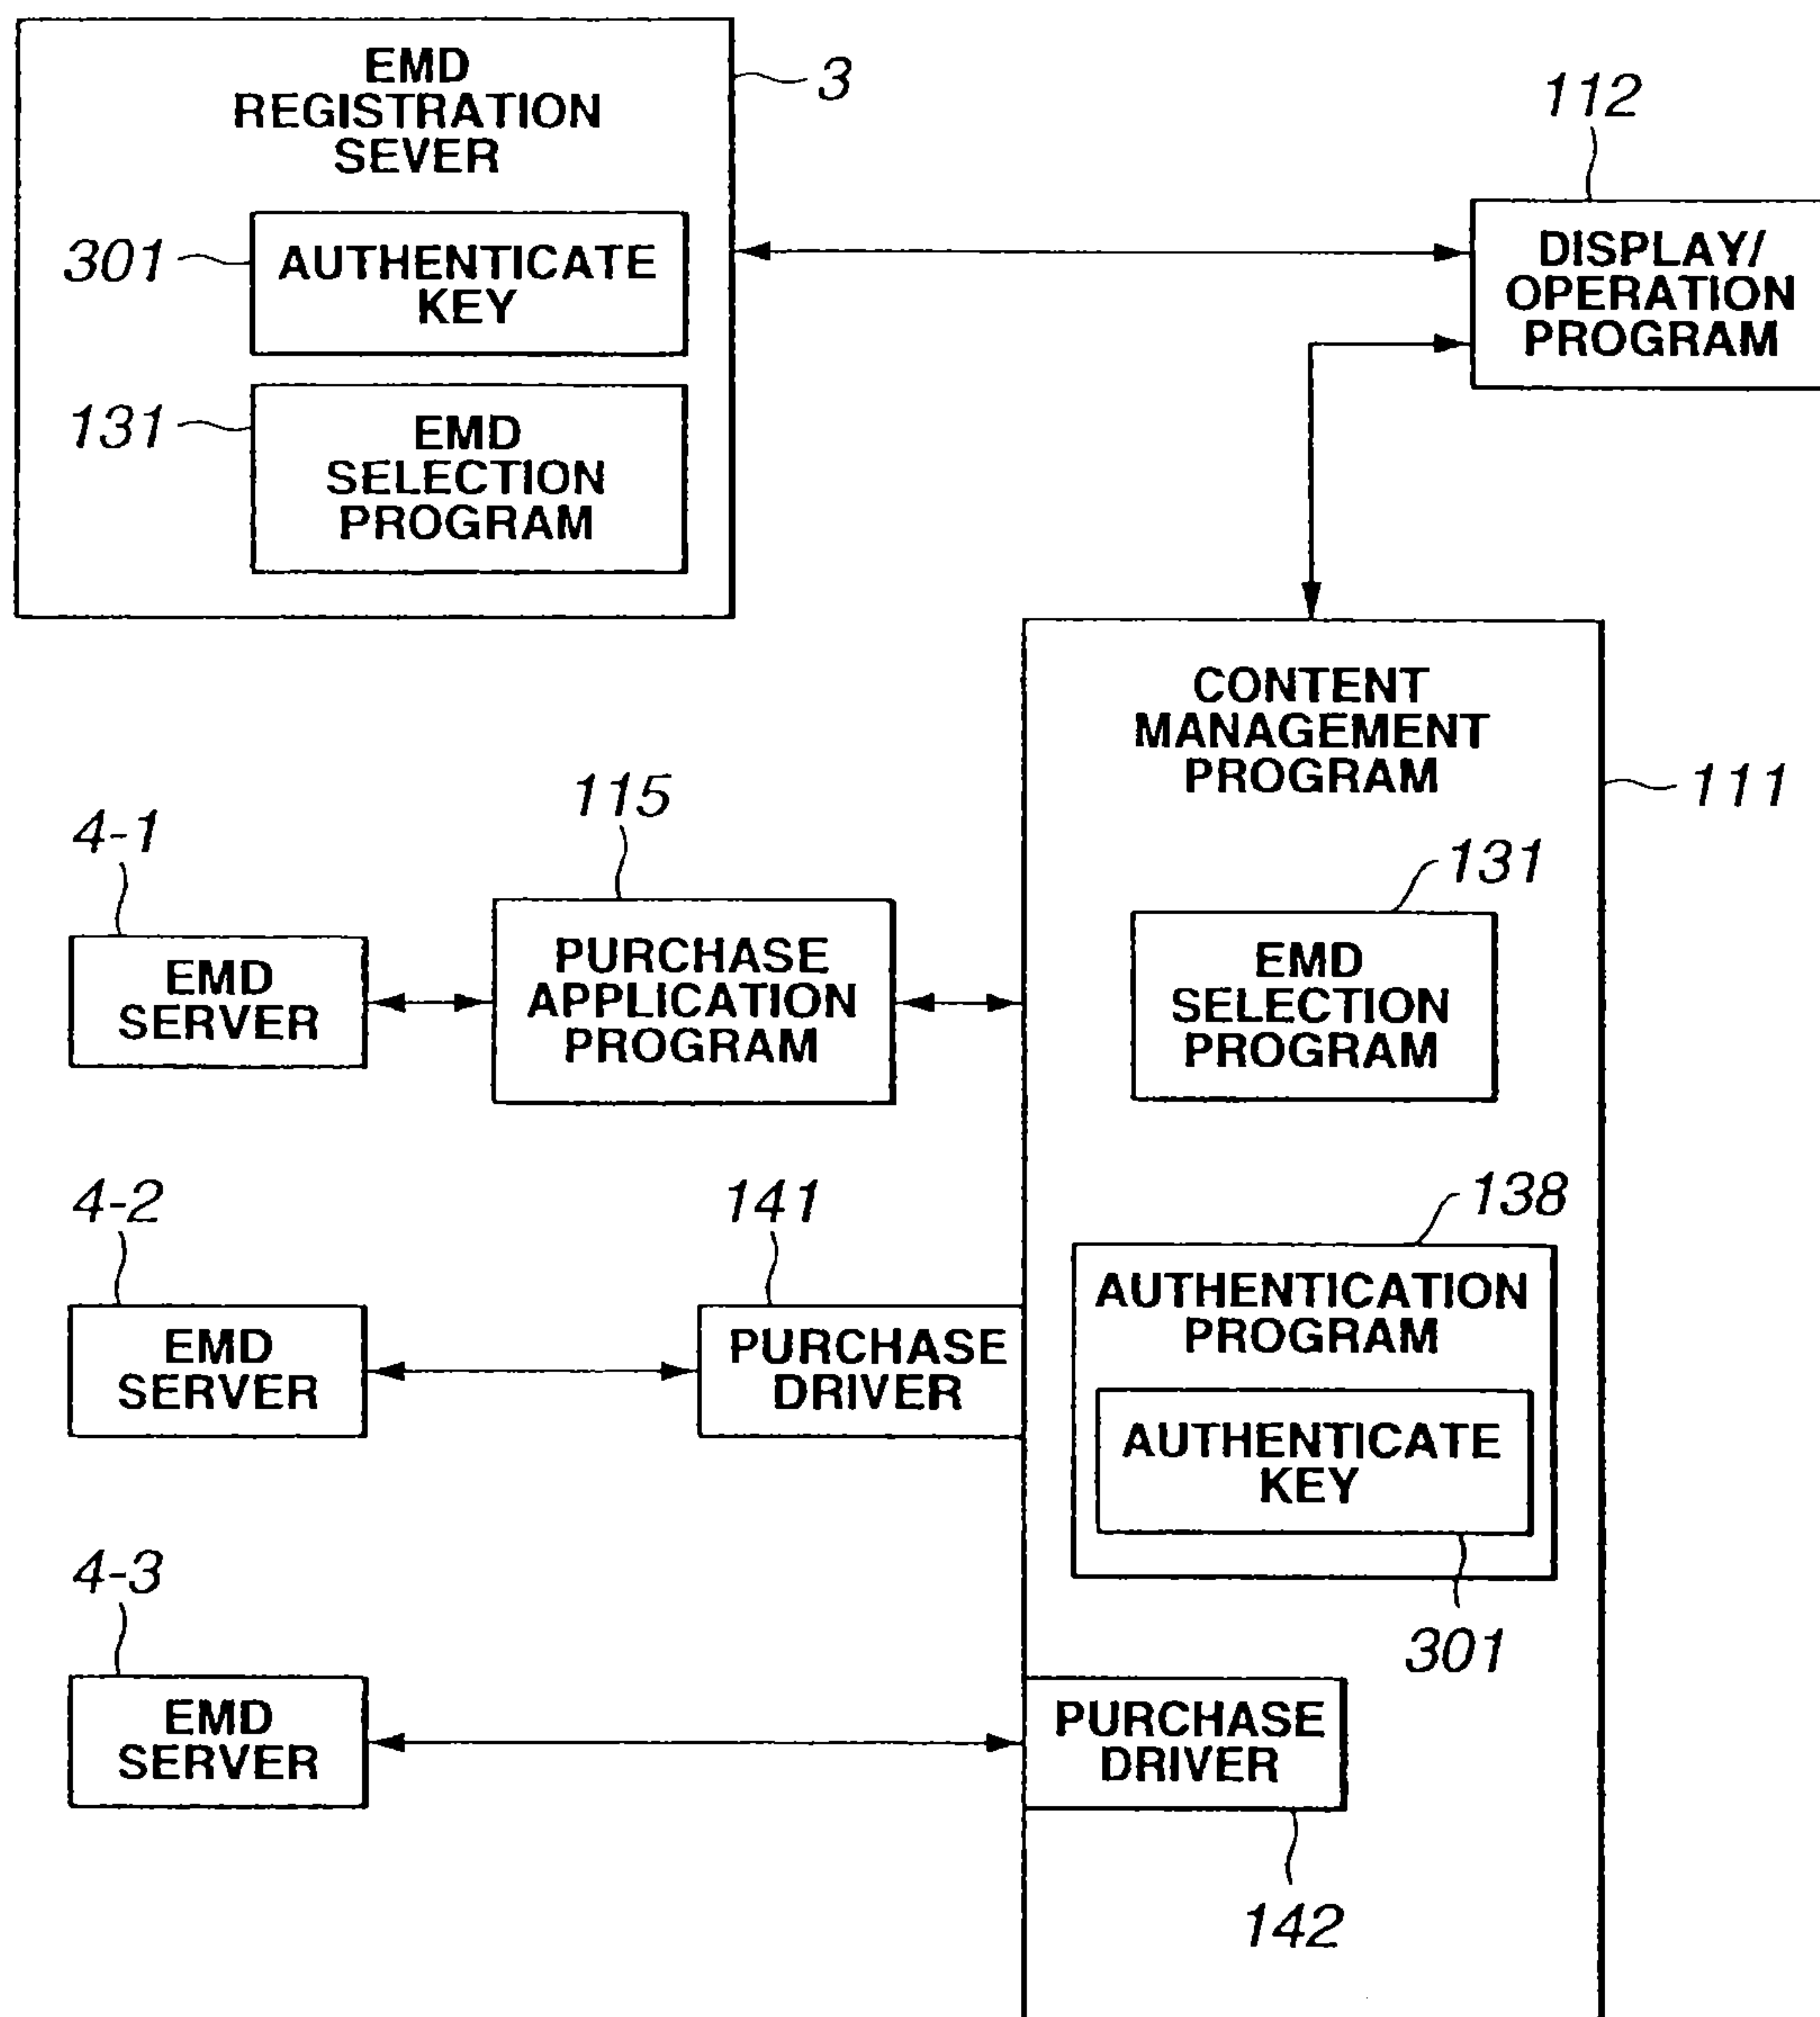 EMD
REGISTRATION
SEVER
3
301
AUTHENTICATE
KEY
131
EMD
SELECTION
PROGRAM
112
DISPLAY/
OPERATION
PROGRAM
CONTENT
MANAGEMENT
PROGRAM
111
131
EMD
SELECTION
PROGRAM
4-1
EMD
SERVER
115
PURCHASE
APPLICATION
PROGRAM
138
AUTHENTICATION
PROGRAM
AUTHENTICATE
KEY
301
4-2
EMD
SERVER
141
PURCHASE
DRIVER
4-3
EMD
SERVER
PURCHASE
DRIVER
142